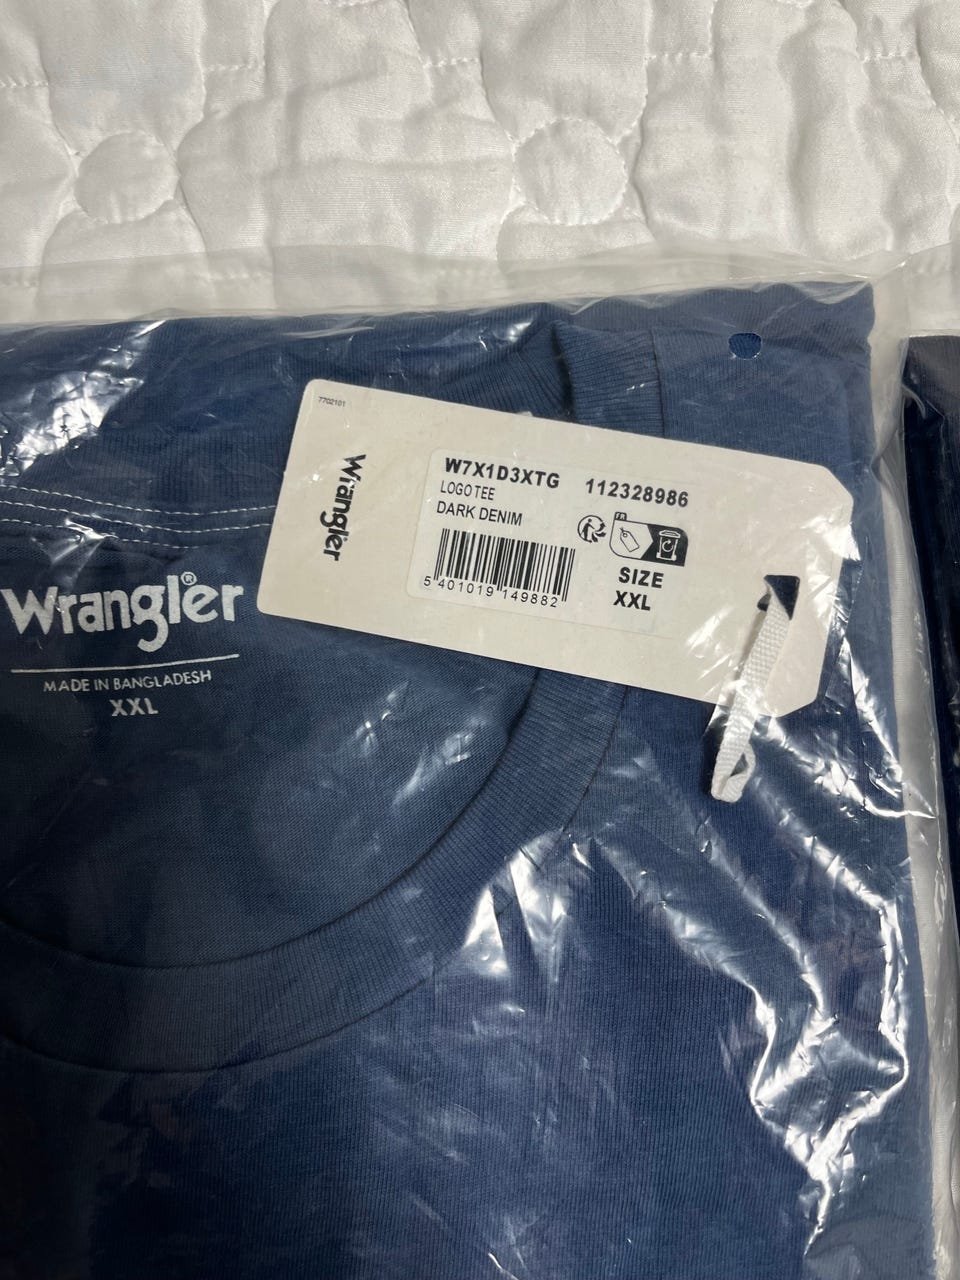 7702101
Wrangler
W7X1D3XTG 112328986
LOGO TEE
DARK DENIM
FR
SIZE
XXL
5 401019 149882
Wrangler®
MADE IN BANGLADESH
XXL